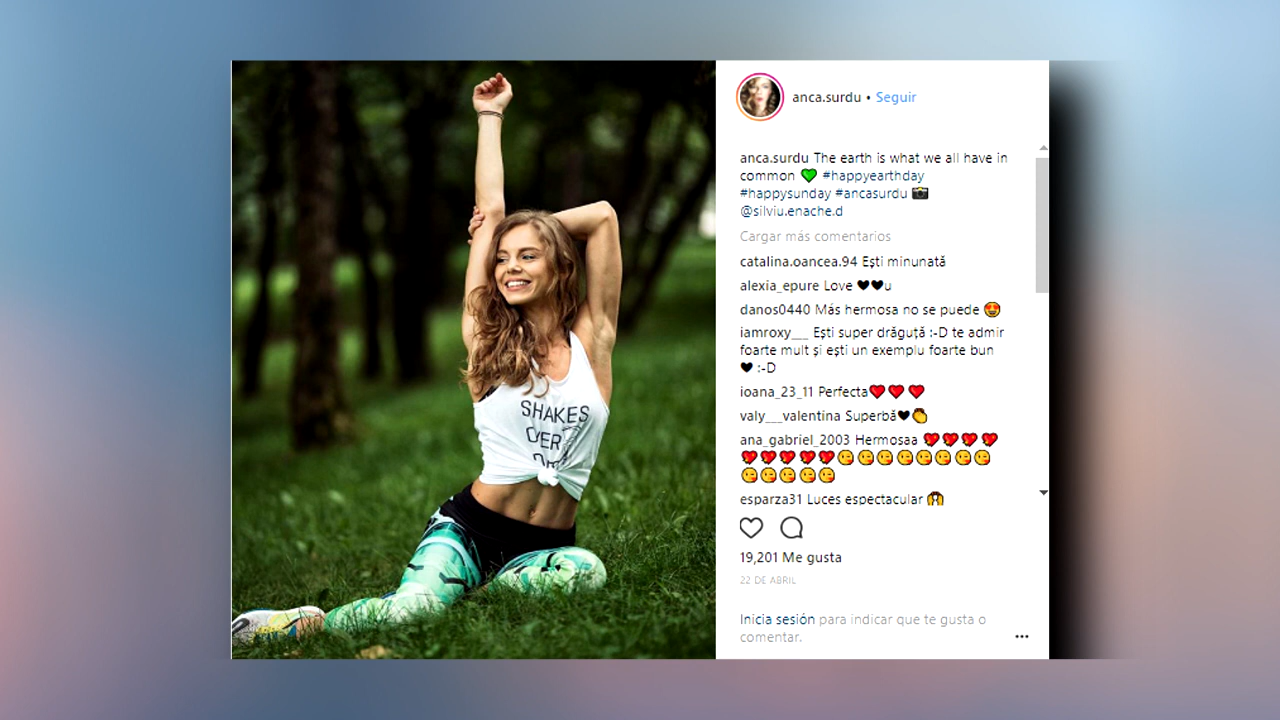 SHAKES
OVER
anca.surdu • Seguir
anca.surdu The earth is what we all have in
common 💚 #happyearthday
#happysunday #ancasurdu 📸
@silviu.enache.d
Cargar más comentarios
catalina.oancea.94 Ești minunată
alexia_epure Love ❤❤u
danos0440 Más hermosa no se puede 😍
iamroxy___ Ești super drăguță :-D te admir
foarte mult și ești un exemplu foarte bun
❤ :-D
ioana_23_11 Perfecta❤️❤️❤️
valy___valentina Superbă❤👏
ana_gabriel_2003 Hermosaa 💖💖💖💖
💖💖💖💖💖😘😘😘😘😘😘😘😘
😘😘😘😘😘
esparza31 Luces espectacular 🙌
19,201 Me gusta
22 DE ABRIL
Inicia sesión para indicar que te gusta o
comentar.